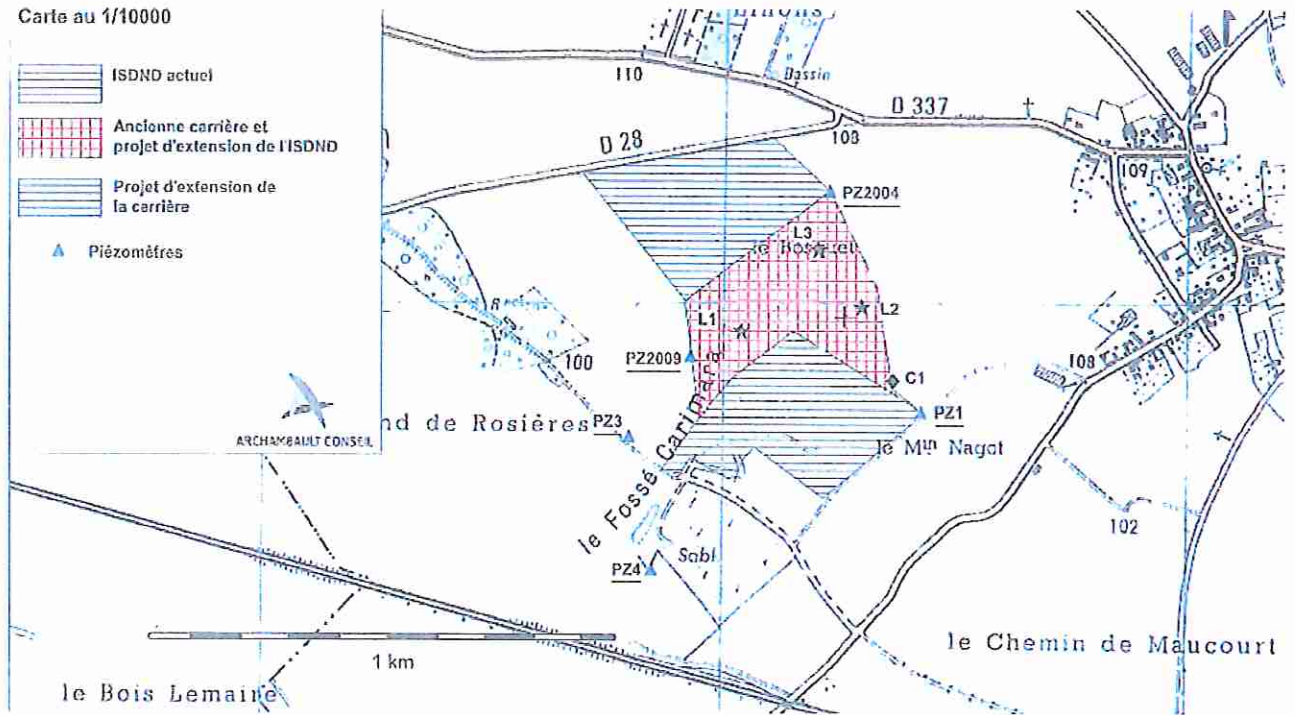 Carte au 1/10000
ISDND actuel
Ancienne carrière et
projet d'extension de l'ISDND
Projet d'extension de
la carrière
Piézomètres
ARCHAMBAULT CONSEIL
110
Bassin
D 337
D 28
108
109
PZ2004
L3
L1
L2
PZ2009
C1
100
108
PZ1
nd de Rosières
PZ3
le Min Nagot
le Fossé Carimara
102
Sabl
PZ4
1 km
le Chemin de Maucourt
le Bois Lemaire